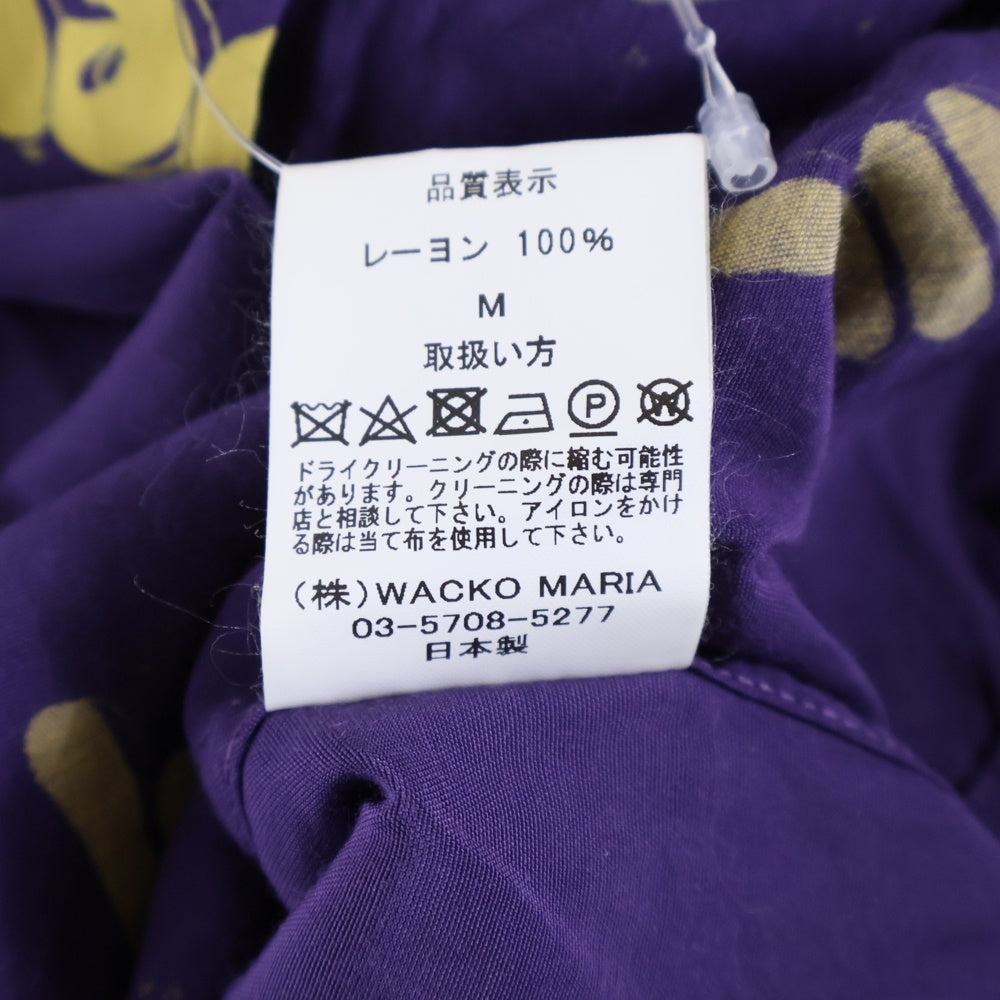 品質表示
レーヨン 100%
M
取扱い方
P W
ドライクリーニングの際に縮む可能性
があります。クリーニングの際は専門
店と相談して下さい。アイロンをかけ
る際は当て布を使用して下さい。
(株)WACKO MARIA
03-5708-5277
日本製